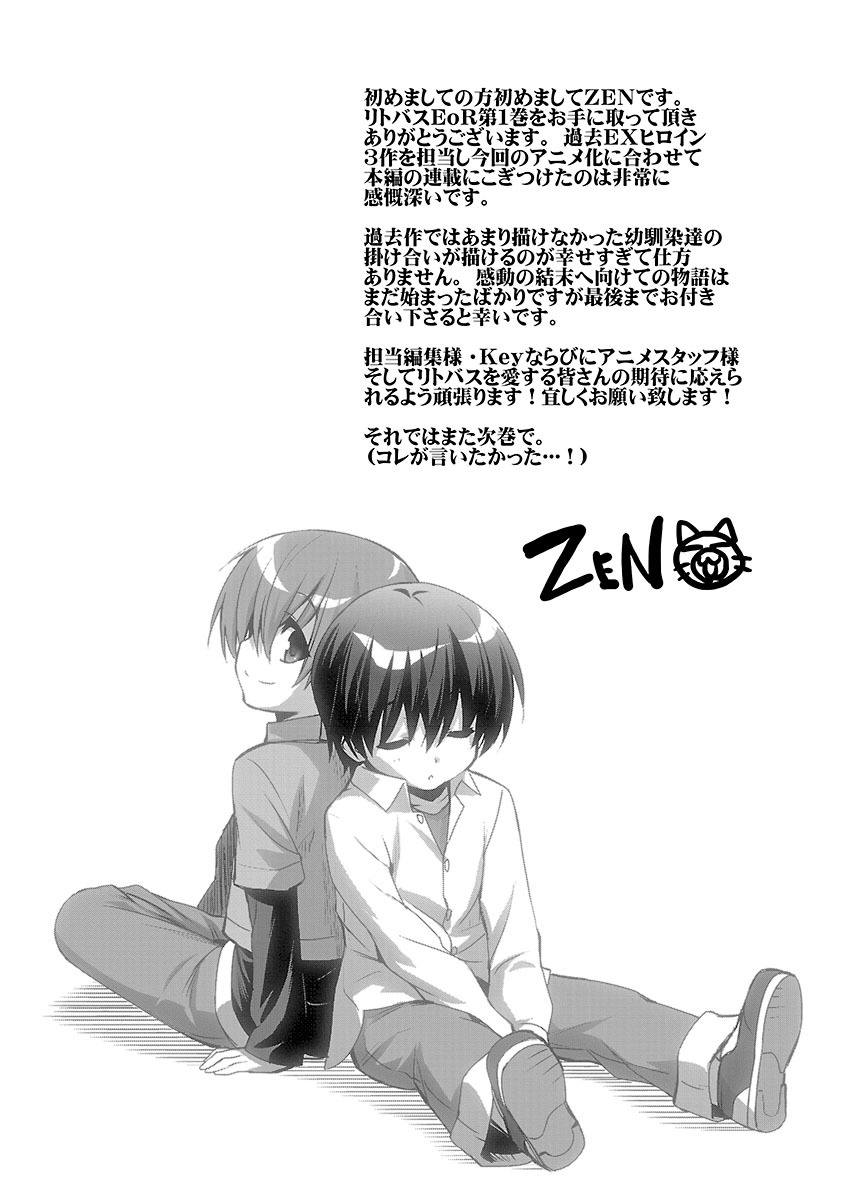 初めましての方初めましてZENです。
リトバスEoR第1巻をお手に取って頂き
ありがとうございます。過去EXヒロイン
3作を担当し今回のアニメ化に合わせて
本編の連載にこぎつけたのは非常に
感慨深いです。
過去作ではあまり描けなかった幼馴染達の
掛け合いが描けるのが幸せすぎて仕方
ありません。感動の結末へ向けての物語は
まだ始まったばかりですが最後までお付き
合い下さると幸いです。
担当編集様・Keyならびにアニメスタッフ様
そしてリトバスを愛する皆さんの期待に応えら
れるよう頑張ります！宜しくお願い致します！
それではまた次巻で。
(コレが言いたかった…！)
ZEN